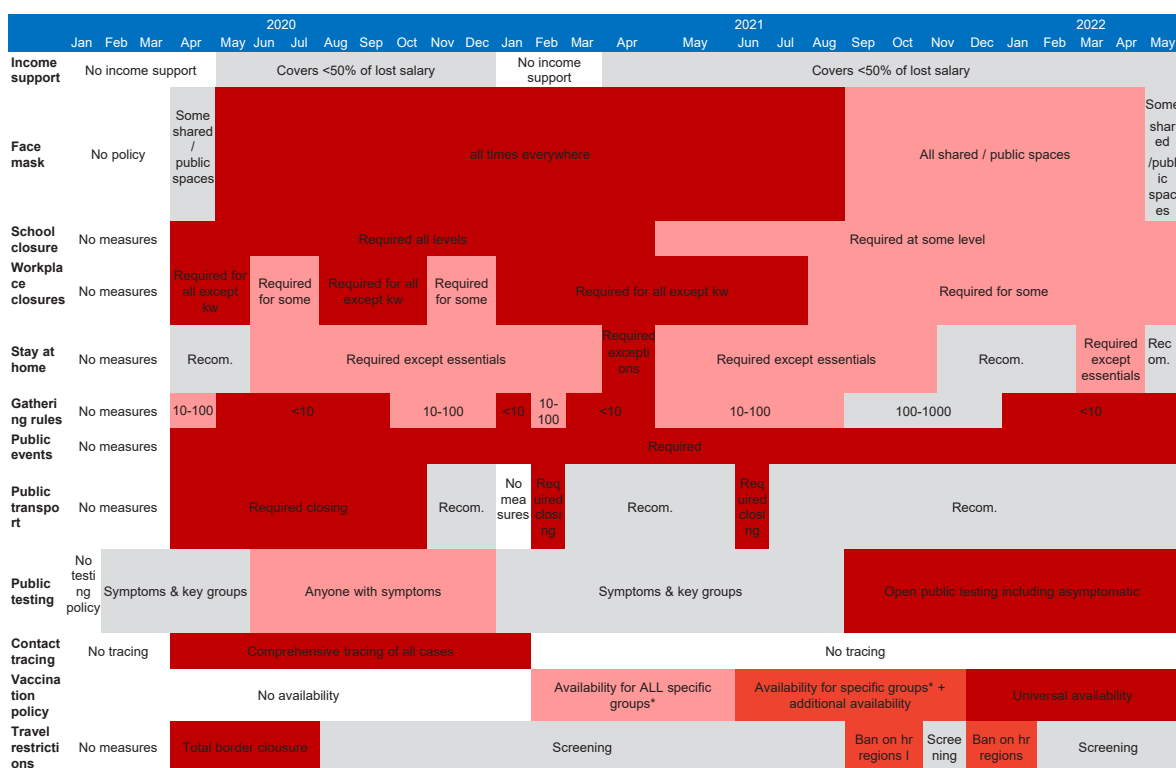 2020 2021 2022
Jan Feb Mar Apr May Jun Jul Aug Sep Oct Nov Dec Jan Feb Mar Apr May Jun Jul Aug Sep Oct Nov Dec Jan Feb Mar Apr May
Income
support
No income support
Covers <50% of lost salary
No income
support
Covers <50% of lost salary
Face
mask
No policy
Some
shared
/
public
spaces
all times everywhere
All shared / public spaces
Some
shar
ed
/publ
ic
spac
es
School
closure
No measures
Required all levels
Required at some level
Workpla
ce
closures
No measures
Required for
all except
kw
Required
for some
Required for all
except kw
Required
for some
Required for all except kw
Required for some
Stay at
home
No measures
Recom.
Required except essentials
Required
excepti
ons
Required except essentials
Recom.
Required
except
essentials
Rec
om.
Gatheri
ng rules
No measures
10-100
<10
10-100
<10
10-
100
<10
10-100
100-1000
<10
Public
events
No measures
Required
Public
transpo
rt
No measures
Required closing
Recom.
No
mea
sures
Req
uired
closi
ng
Recom.
Req
uired
closi
ng
Recom.
Public
testing
No
testi
ng
policy
Symptoms & key groups
Anyone with symptoms
Symptoms & key groups
Open public testing including asymptomatic
Contact
tracing
No tracing
Comprehensive tracing of all cases
No tracing
Vaccina
tion
policy
No availability
Availability for ALL specific
groups*
Availability for specific groups* +
additional availability
Universal availability
Travel
restricti
ons
No measures
Total border clousure
Screening
Ban on hr
regions l
Scree
ning
Ban on hr
regions
Screening